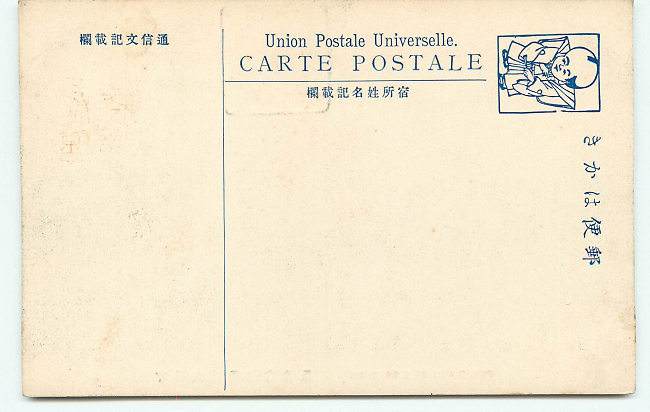 通信文記載欄
Union Postale Universelle.
CARTE POSTALE
宿所姓名記載欄
郵便はかき